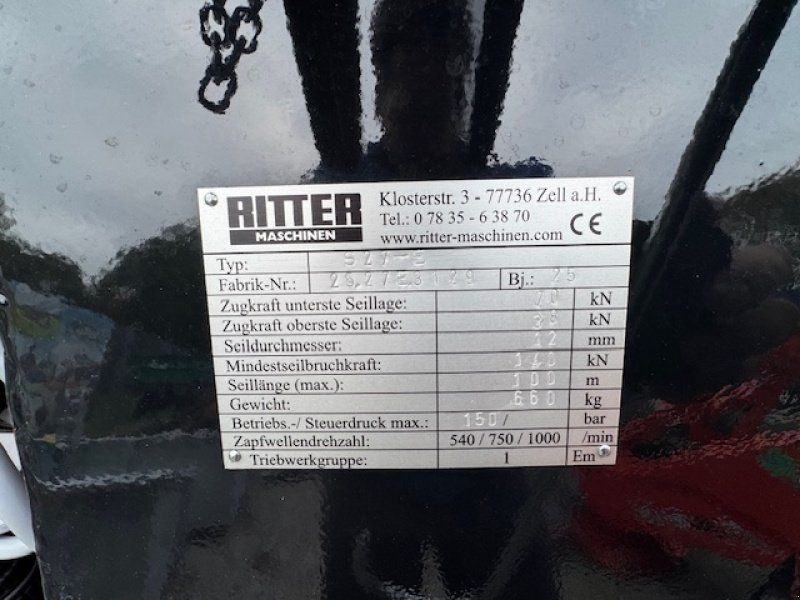 RITTER
MASCHINEN
Klosterstr. 3 - 77736 Zell a.H.
Tel.: 0 78 35 - 6 38 70
www.ritter-maschinen.com CE
Typ:
Fabrik-Nr.: Bj.: 25
Zugkraft unterste Seillage: 70 kN
Zugkraft oberste Seillage: kN
Seildurchmesser: 12 mm
Mindestseilbruchkraft: 140 kN
Seillänge (max.): 100 m
Gewicht: 660 kg
Betriebs.-/ Steuerdruck max.: 150/ bar
Zapfwellendrehzahl: 540 / 750 / 1000 /min
Triebwerkgruppe: 1 Em